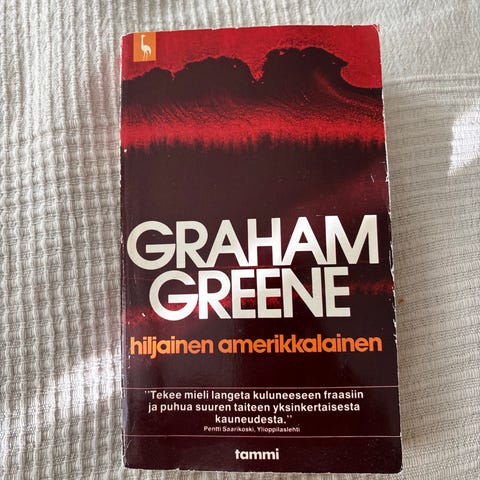 GRAHAM
GREENE
hiljainen amerikkalainen
"Tekee mieli langeta kuluneeseen fraasiin
ja puhua suuren taiteen yksinkertaisesta
kauneudesta."
Pentti Saarikoski, Ylioppilaslehti
tammi